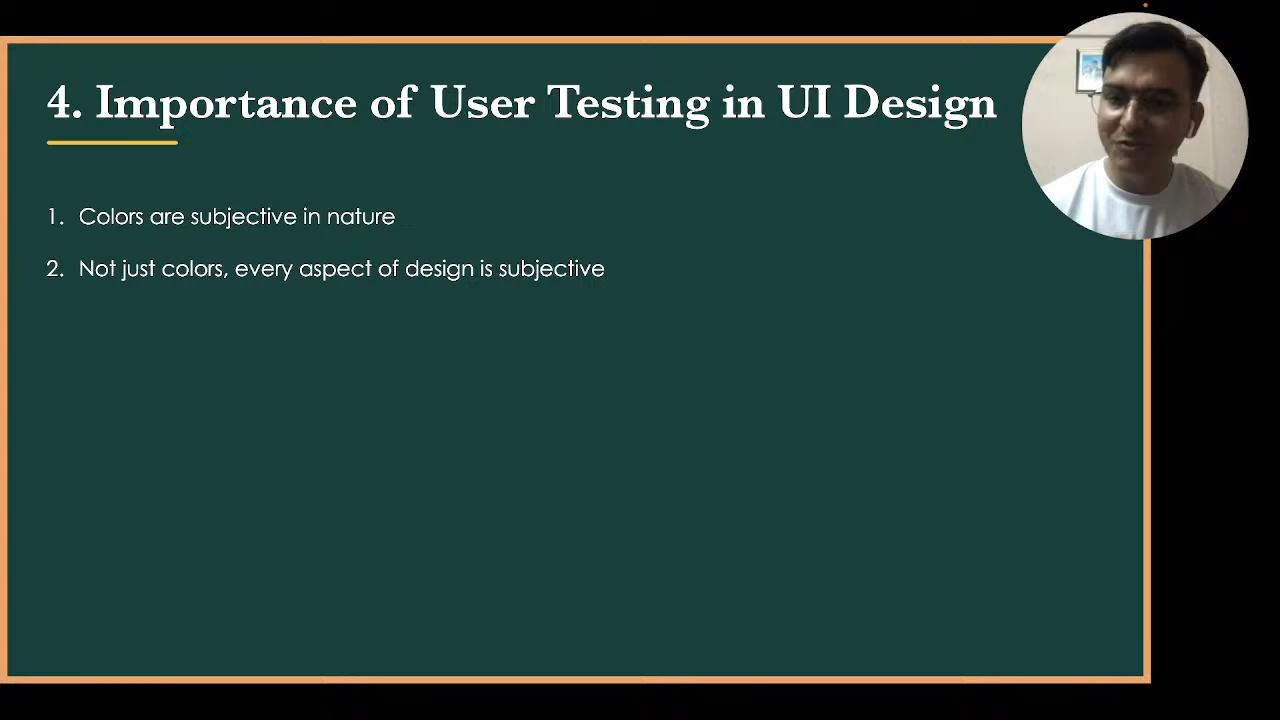 4. Importance of User Testing in UI Design
1. Colors are subjective in nature
2. Not just colors, every aspect of design is subjective